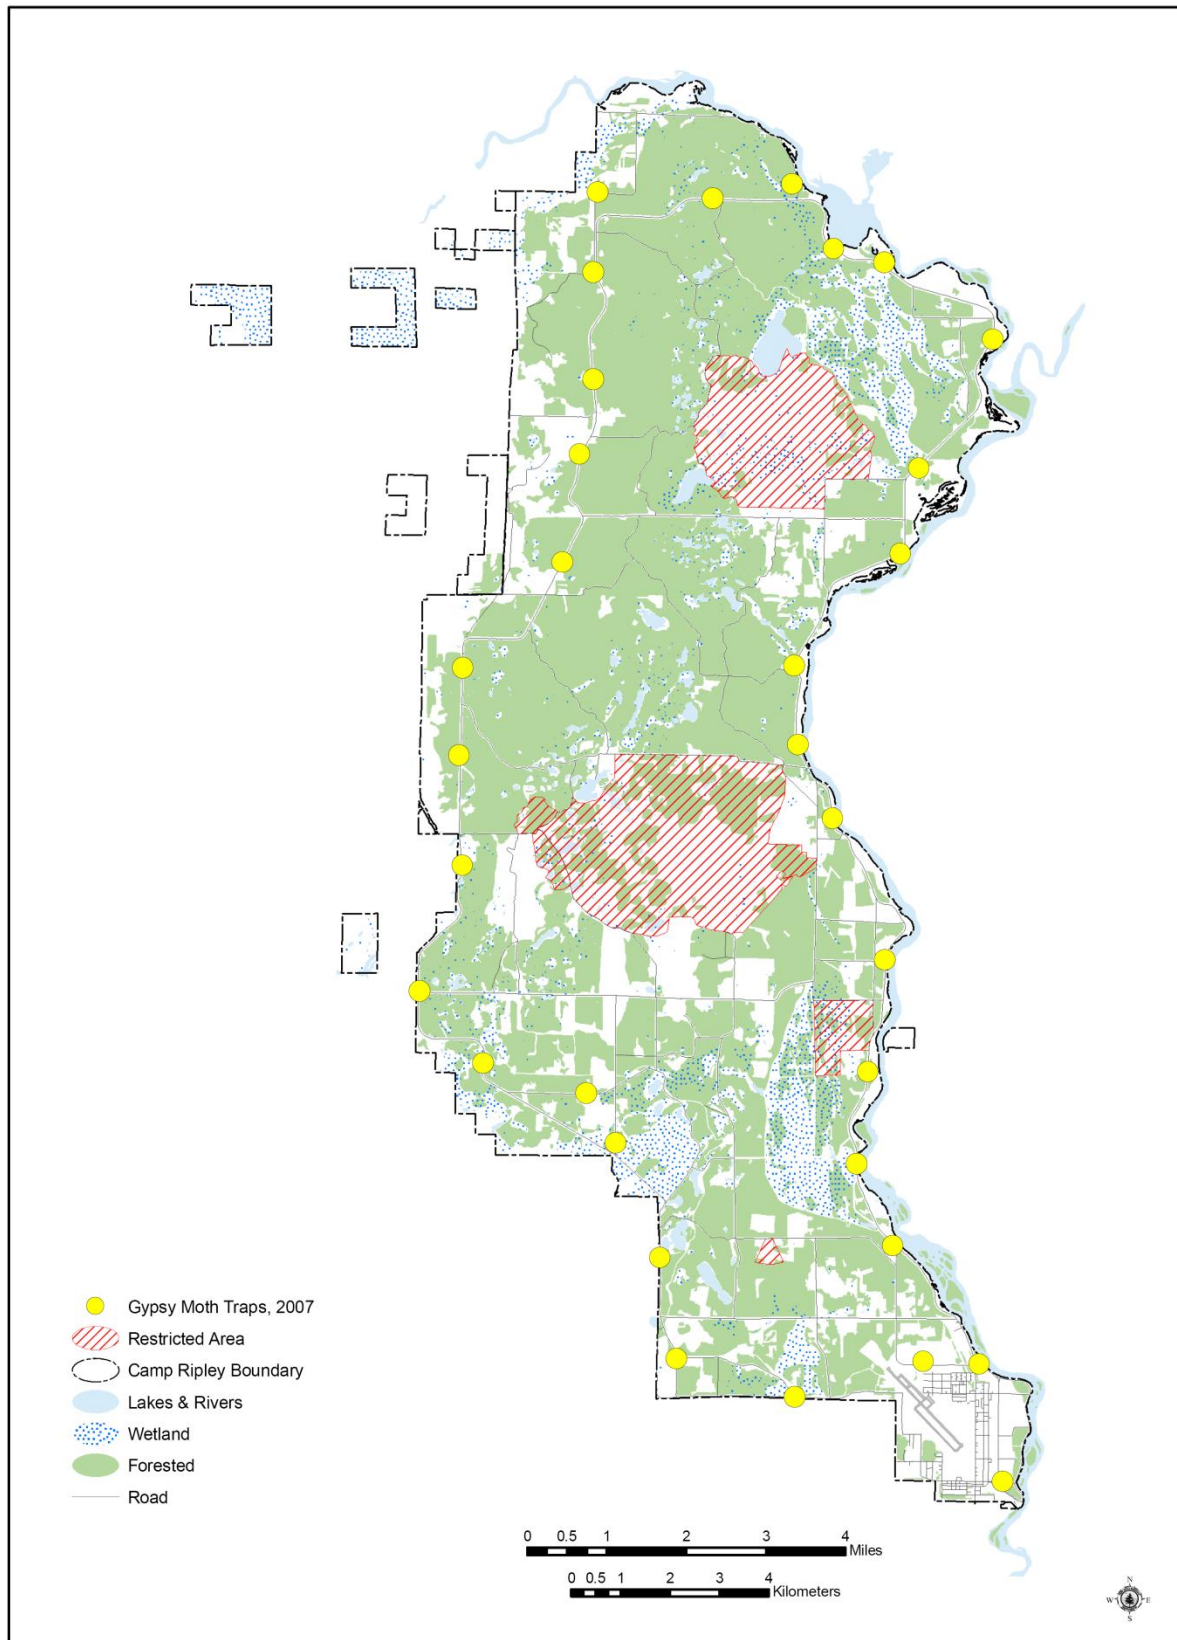 Gypsy Moth Traps, 2007
Restricted Area
Camp Ripley Boundary
Lakes & Rivers
Wetland
Forested
Road
0 0.5 1 2 3 4
Miles
0 0.5 1 2 3 4
Kilometers
N
W E
S